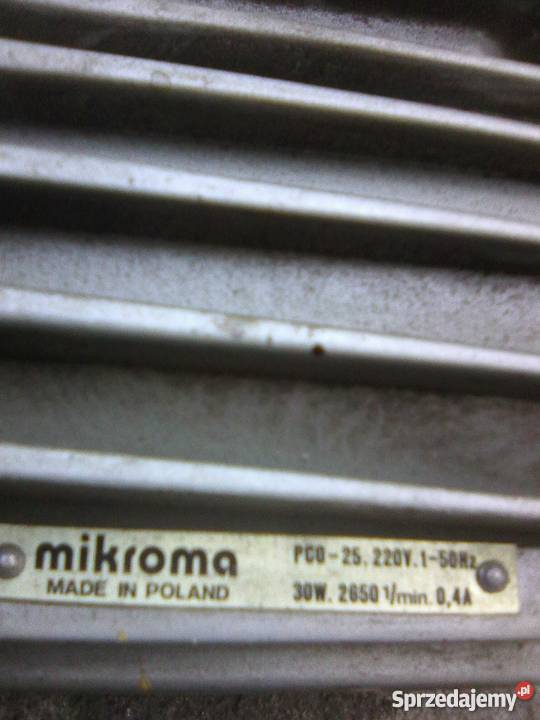 mikroma
MADE IN POLAND
PCO-25. 220V. 1-50Hz
30W. 2650 1/min. 0,4A
Sprzedajemy.pl